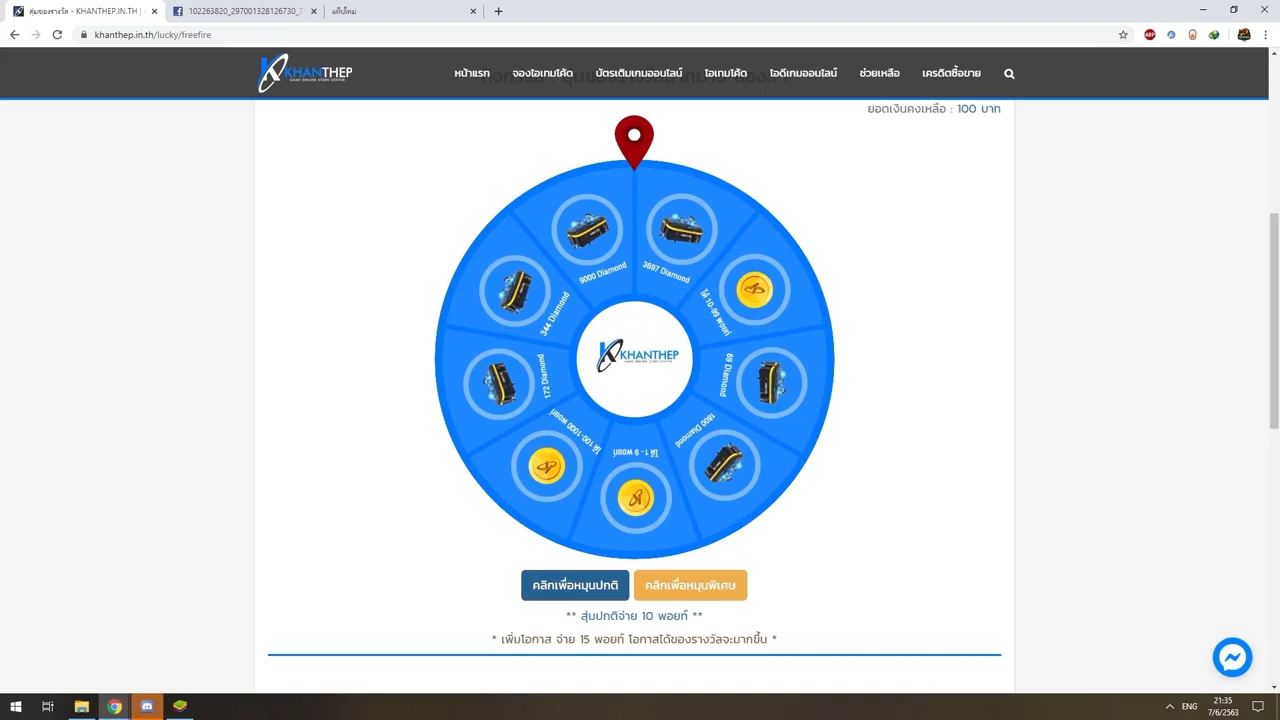 สุ่มของรางวัล - KHANTHEP.IN.TH |
102263820_297001328126730_7
แท็บใหม่
khanthep.in.th/lucky/freefire
KHANTHEP
GAME ONLINE STORE CENTER
หน้าแรก
จองไอเทมโค้ด
บัตรเติมเกมออนไลน์
ไอเทมโค้ด
ไอดีเกมออนไลน์
ช่วยเหลือ
เครดิตซื้อขาย
ยอดเงินคงเหลือ : 100 บาท
9000 Diamond
3697 Diamond
344 Diamond
ได้ 10-99 พอยท์
172 Diamond
69 Diamond
ได้ 100-1000 พอยท์
ได้ 1 - 9 พอยท์
1800 Diamond
KHANTHEP
GAME ONLINE STORE CENTER
คลิกเพื่อหมุนปกติ
คลิกเพื่อหมุนพิเศษ
** สุ่มปกติจ่าย 10 พอยท์ **
* เพิ่มโอกาส จ่าย 15 พอยท์ โอกาสได้ของรางวัลจะมากขึ้น *
ENG
21:35
7/6/2563